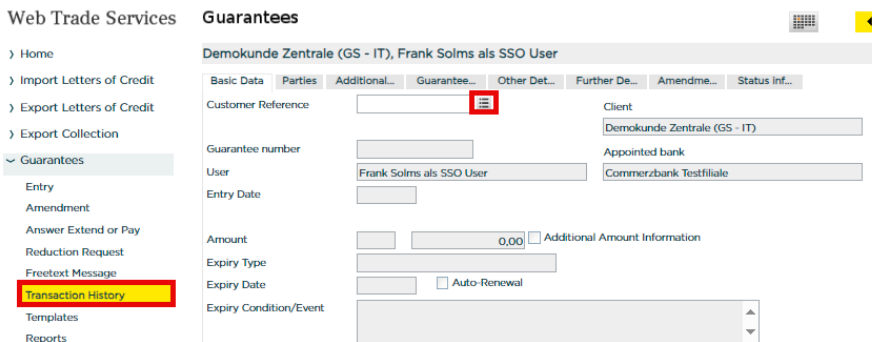 Web Trade Services
Guarantees
Home
Import Letters of Credit
Export Letters of Credit
Export Collection
Guarantees
Entry
Amendment
Answer Extend or Pay
Reduction Request
Freetext Message
Transaction History
Templates
Reports
Demokunde Zentrale (GS - IT), Frank Solms als SSO User
Basic Data Parties Additional... Guarantee... Other Det... Further De... Amendme... Status inf...
Customer Reference
Client
Demokunde Zentrale (GS - IT)
Guarantee number
Appointed bank
User Frank Solms als SSO User Commerzbank Testfiliale
Entry Date
Amount 0,00 Additional Amount Information
Expiry Type
Expiry Date Auto-Renewal
Expiry Condition/Event